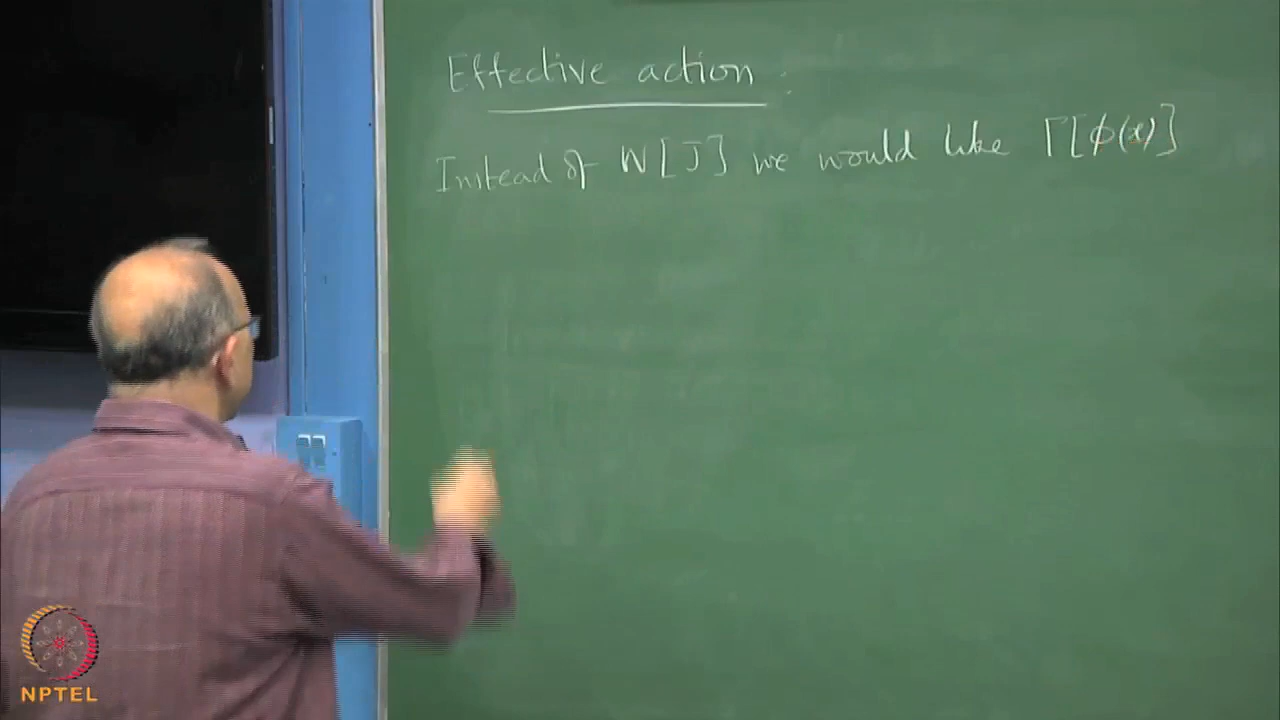 Effective action :
Instead of W[J] we would like Γ[ϕ(x)]
NPTEL